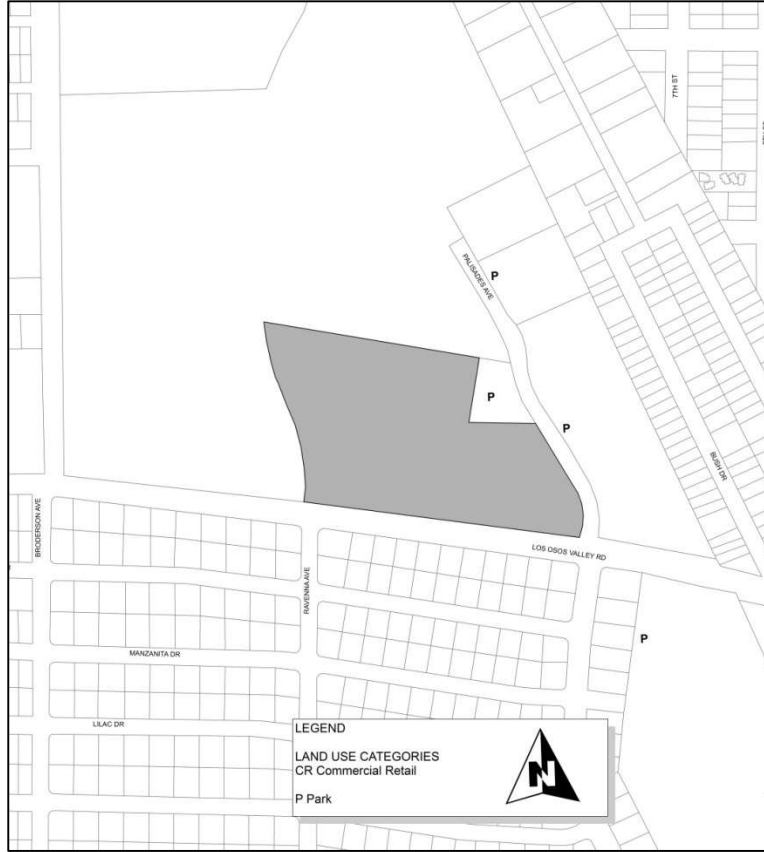 7TH ST
P
PALISADES AVE
P
P
BUSH DR
BRODERSON AVE
LOS OSOS VALLEY RD
RAVENNA AVE
P
MANZANITA DR
LILAC DR
LEGEND
LAND USE CATEGORIES
CR Commercial Retail
P Park
N